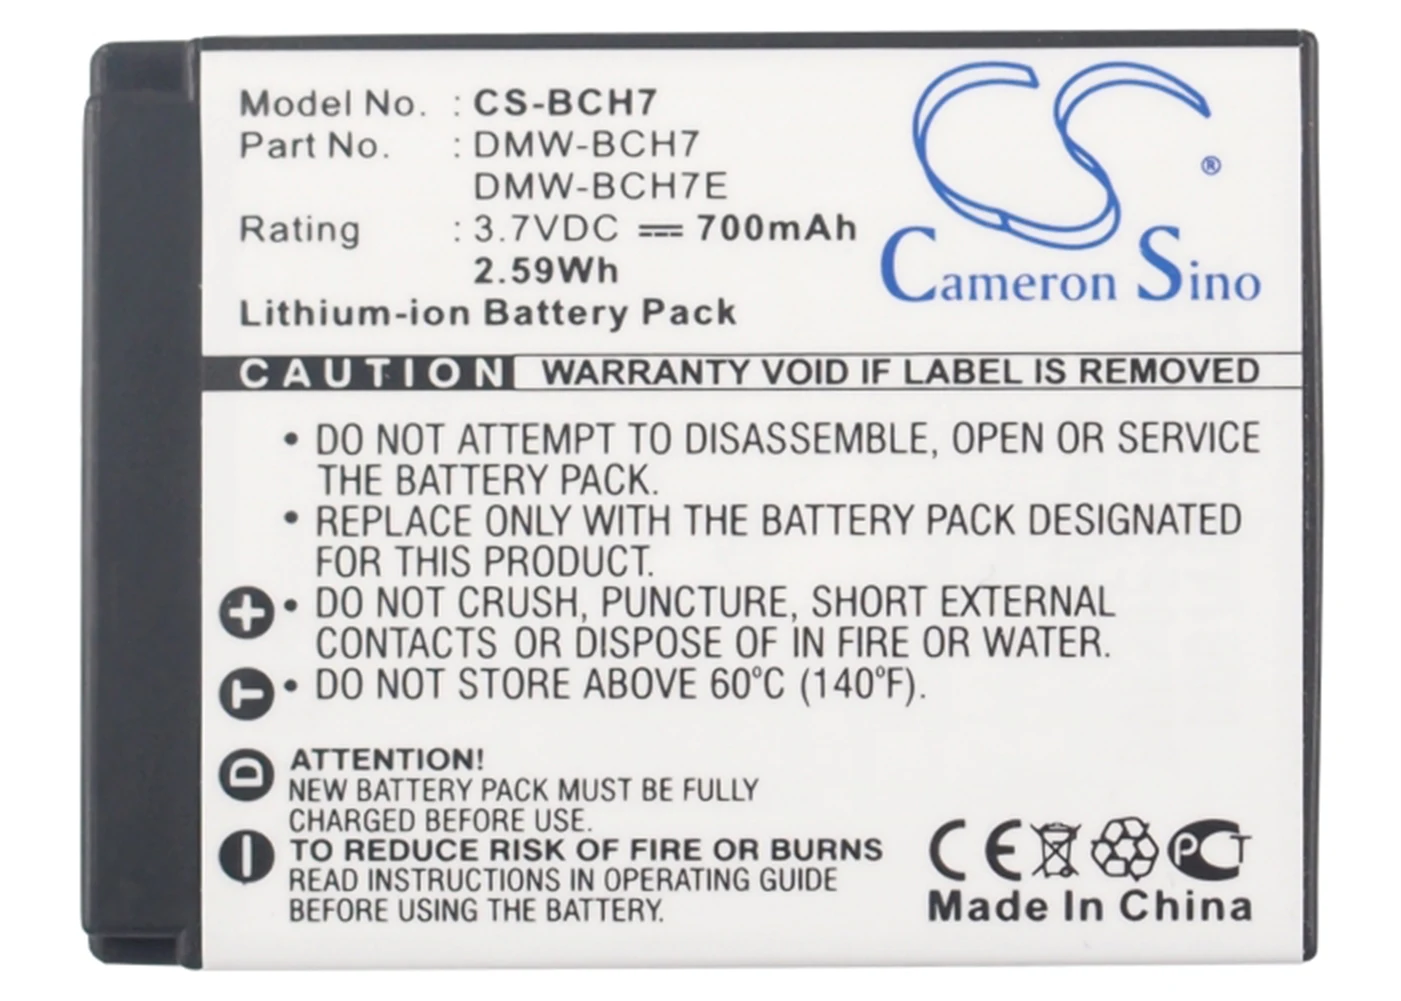 Model No. : CS-BCH7
Part No. : DMW-BCH7
DMW-BCH7E
Rating : 3.7VDC ⎓ 700mAh
2.59Wh
Lithium-ion Battery Pack
CS ®
Cameron Sino
CAUTION WARRANTY VOID IF LABEL IS REMOVED
• DO NOT ATTEMPT TO DISASSEMBLE, OPEN OR SERVICE
THE BATTERY PACK.
• REPLACE ONLY WITH THE BATTERY PACK DESIGNATED
FOR THIS PRODUCT.
• DO NOT CRUSH, PUNCTURE, SHORT EXTERNAL
CONTACTS OR DISPOSE OF IN FIRE OR WATER.
• DO NOT STORE ABOVE 60°C (140°F).
+
T
D
–
ATTENTION!
NEW BATTERY PACK MUST BE FULLY
CHARGED BEFORE USE.
TO REDUCE RISK OF FIRE OR BURNS
READ INSTRUCTIONS IN OPERATING GUIDE
BEFORE USING THE BATTERY.
CE PCT
Made In China